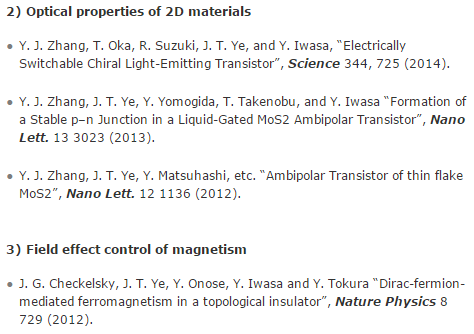 2) Optical properties of 2D materials
● Y. J. Zhang, T. Oka, R. Suzuki, J. T. Ye, and Y. Iwasa, “Electrically
Switchable Chiral Light-Emitting Transistor”, Science 344, 725 (2014).
● Y. J. Zhang, J. T. Ye, Y. Yomogida, T. Takenobu, and Y. Iwasa “Formation of
a Stable p–n Junction in a Liquid-Gated MoS2 Ambipolar Transistor”, Nano
Lett. 13 3023 (2013).
● Y. J. Zhang, J. T. Ye, Y. Matsuhashi, etc. “Ambipolar Transistor of thin flake
MoS2”, Nano Lett. 12 1136 (2012).
3) Field effect control of magnetism
● J. G. Checkelsky, J. T. Ye, Y. Onose, Y. Iwasa and Y. Tokura “Dirac-fermion-
mediated ferromagnetism in a topological insulator”, Nature Physics 8
729 (2012).